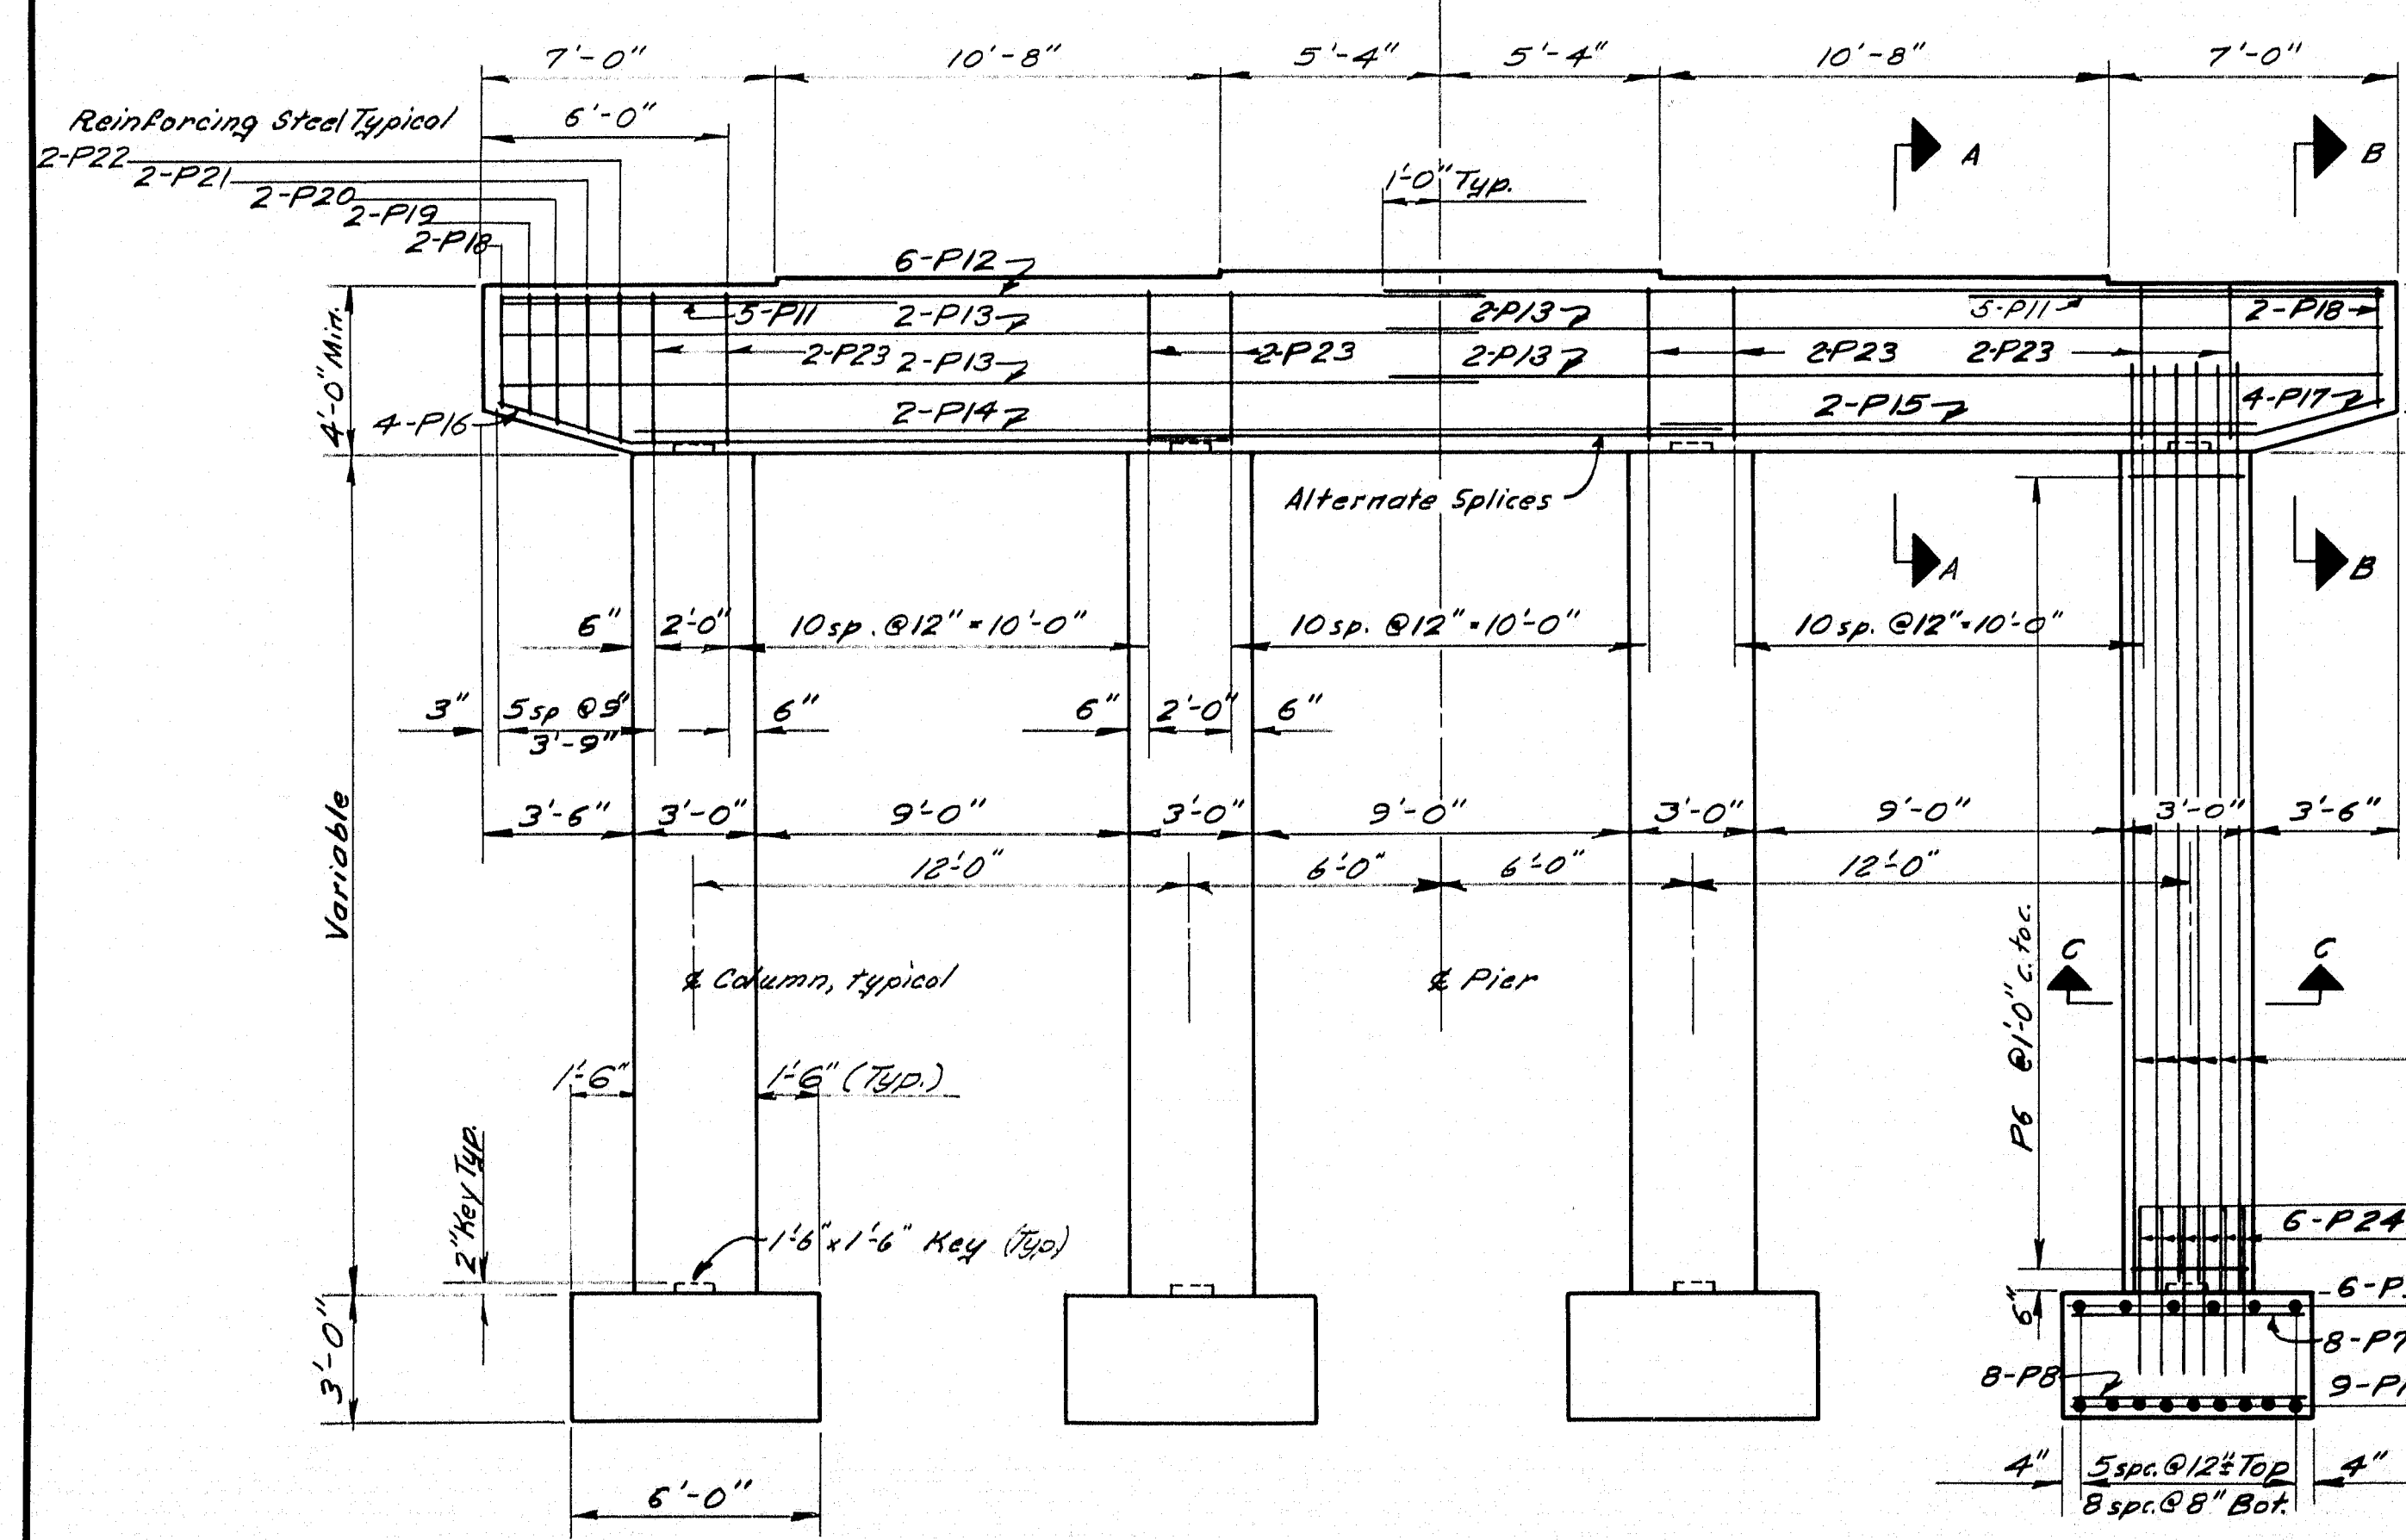 7'-0" 10'-8" 5'-4" 5'-4" 10'-8" 7'-0"
Reinforcing Steel Typical
6'-0"
2-P22
2-P21
2-P20
2-P19
2-P18
1'-0" Typ.
A
B
6-P12
5-P11 2-P13 2-P13 5-P11 2-P18
2-P23 2-P13 2-P23 2-P13 2-P23 2-P23
4'-0" Min.
4-P16 2-P14 2-P15 4-P17
Alternate Splices
A
B
6" 2'-0" 10 sp. @12" = 10'-0" 10 sp. @12" = 10'-0" 10 sp. @12" = 10'-0"
3" 5 sp @9" 6" 6" 2'-0" 6"
3'-9"
3'-6" 3'-0" 9'-0" 3'-0" 9'-0" 3'-0" 9'-0" 3'-0" 3'-6"
12'-0" 6'-0" 6'-0" 12'-0"
Variable
℄ Column, typical
℄ Pier
C C
P6 @1'-0" c. to c.
1'-6" 1'-6" (Typ.)
2" Key Typ.
1'-6" x 1'-6" Key (Typ)
6-P24
6-P
6"
8-P7
3'-0"
8-P8
9-P
4" 5 spc. @ 12"± Top 4"
8 spc. @ 8" Bot.
6'-0"